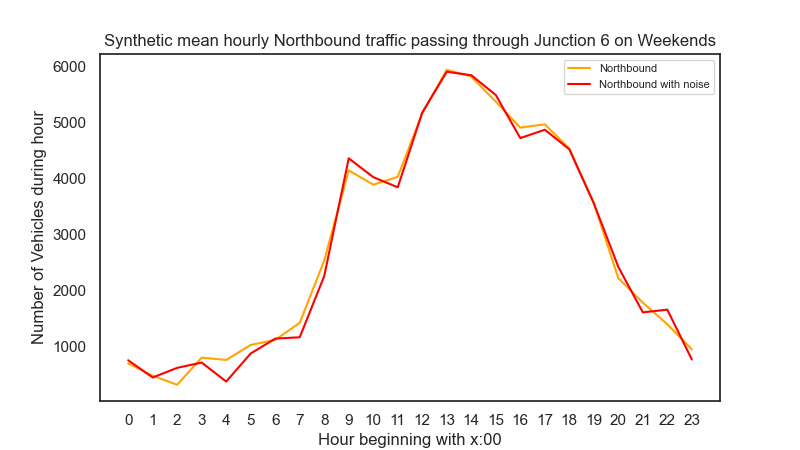 Synthetic mean hourly Northbound traffic passing through Junction 6 on Weekends
Northbound
Northbound with noise
6000
5000
4000
3000
2000
1000
Number of Vehicles during hour
0 1 2 3 4 5 6 7 8 9 10 11 12 13 14 15 16 17 18 19 20 21 22 23
Hour beginning with x:00